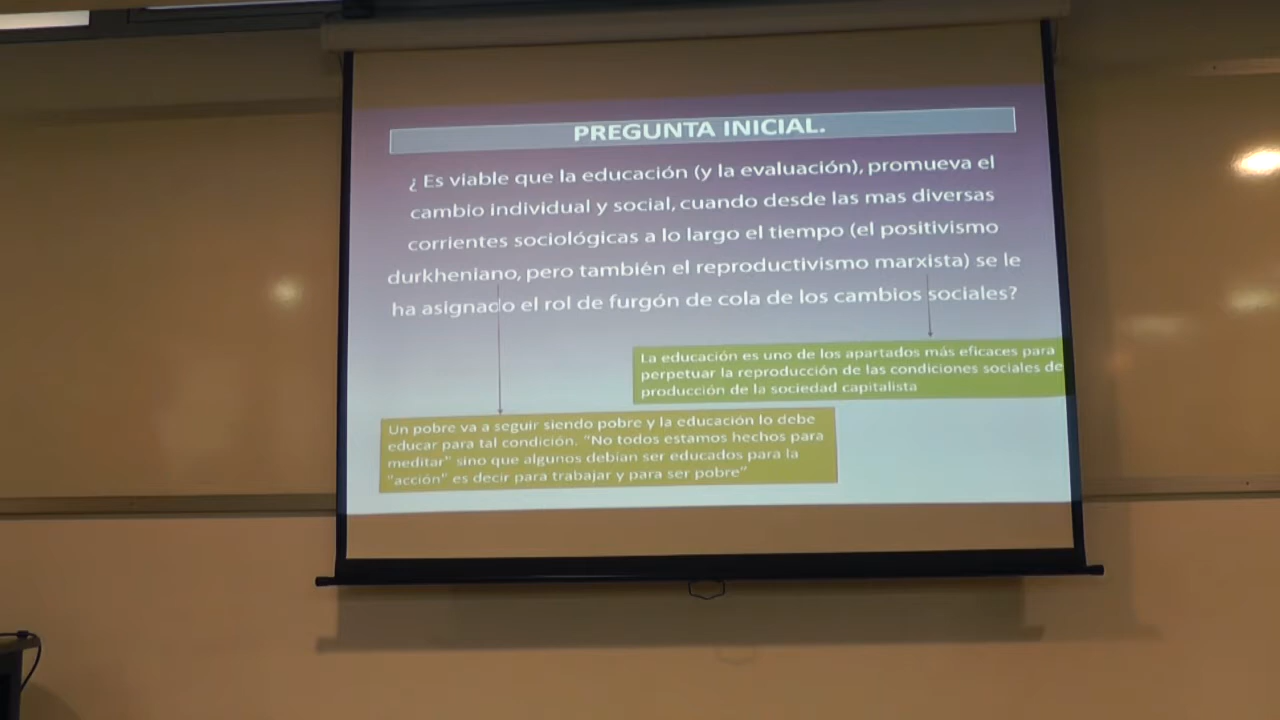 PREGUNTA INICIAL.
¿ Es viable que la educación (y la evaluación), promueva el
cambio individual y social, cuando desde las mas diversas
corrientes sociológicas a lo largo el tiempo (el positivismo
durkheniano, pero también el reproductivismo marxista) se le
ha asignado el rol de furgón de cola de los cambios sociales?
La educación es uno de los apartados más eficaces para
perpetuar la reproducción de las condiciones sociales de
producción de la sociedad capitalista
Un pobre va a seguir siendo pobre y la educación lo debe
educar para tal condición. "No todos estamos hechos para
meditar" sino que algunos debían ser educados para la
"acción" es decir para trabajar y para ser pobre"